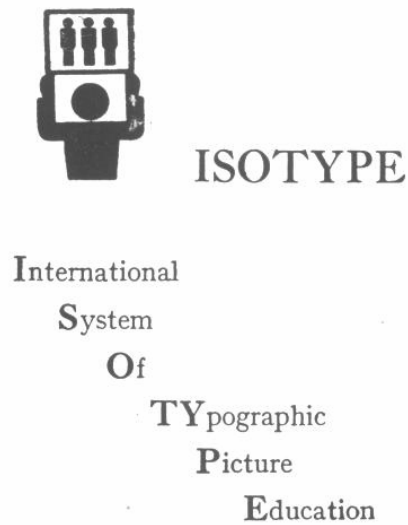 ISOTYPE
International
System
Of
TYpographic
Picture
Education